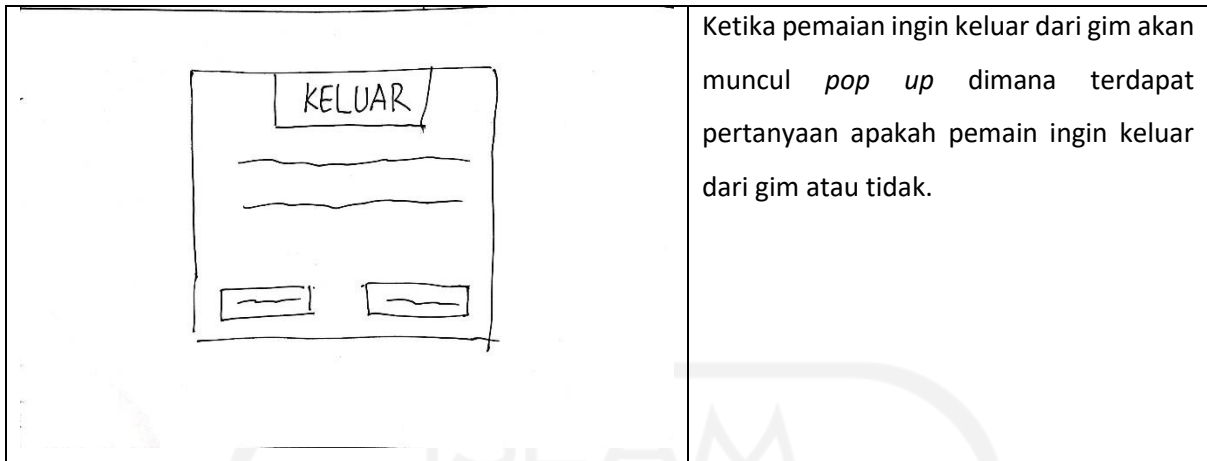 KELUAR
Ketika pemaian ingin keluar dari gim akan
muncul pop up dimana terdapat
pertanyaan apakah pemain ingin keluar
dari gim atau tidak.